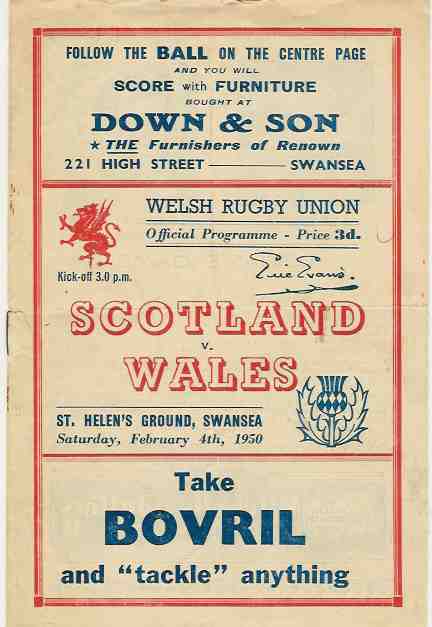 FOLLOW THE BALL ON THE CENTRE PAGE
AND YOU WILL
SCORE with FURNITURE
BOUGHT AT
DOWN & SON
★ THE Furnishers of Renown
221 HIGH STREET ——— SWANSEA
WELSH RUGBY UNION
Official Programme - Price 3d.
Eric Evans.
Kick-off 3.0 p.m.
SCOTLAND
v.
WALES
ST. HELEN'S GROUND, SWANSEA
Saturday, February 4th, 1950
Take
BOVRIL
and "tackle" anything